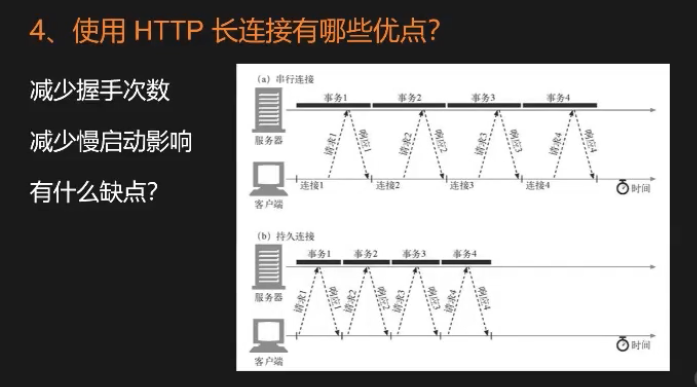 4、使用 HTTP 长连接有哪些优点？
减少握手次数
减少慢启动影响
有什么缺点？
（a）串行连接
事务1 事务2 事务3 事务4
服务器
请求1 响应1 请求2 响应2 请求3 响应3 请求4 响应4
连接1 连接2 连接3 连接4 时间
客户端
（b）持久连接
事务1 事务2 事务3 事务4
服务器
请求1 响应1 请求2 响应2 请求3 响应3 请求4 响应4
时间
客户端